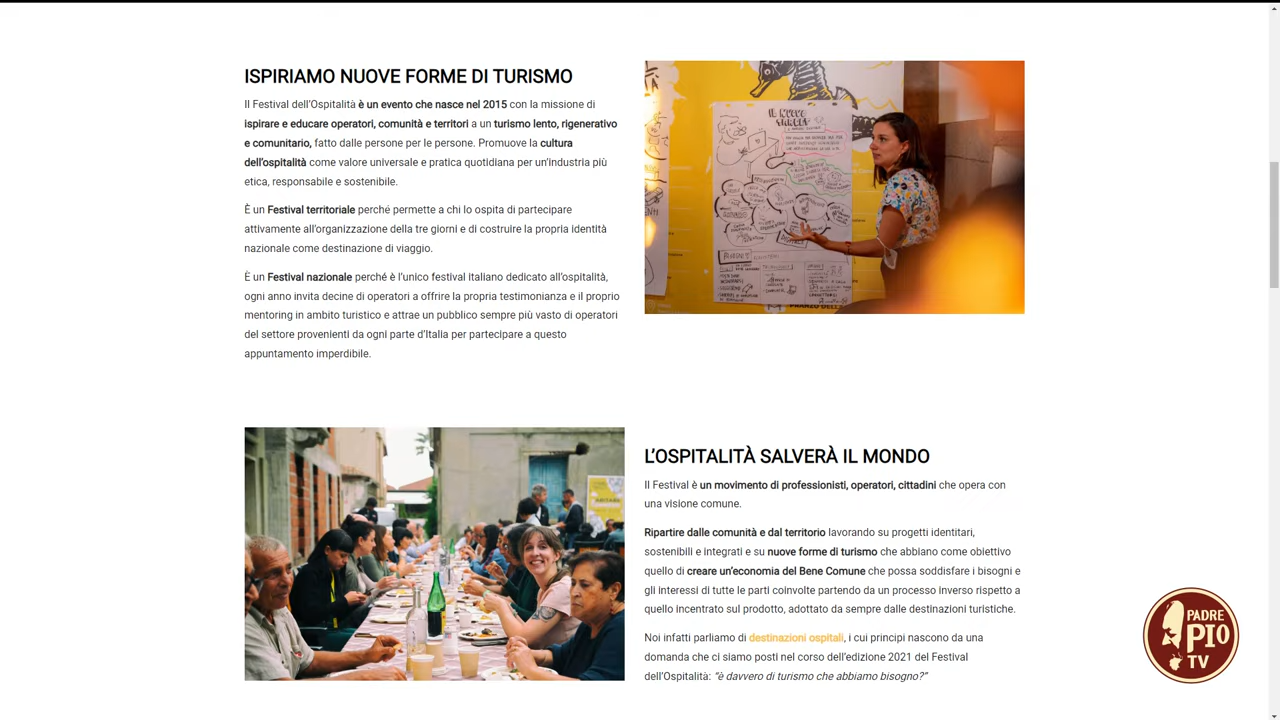 ISPIRIAMO NUOVE FORME DI TURISMO
Il Festival dell'Ospitalità è un evento che nasce nel 2015 con la missione di
ispirare e educare operatori, comunità e territori a un turismo lento, rigenerativo
e comunitario, fatto dalle persone per le persone. Promuove la cultura
dell'ospitalità come valore universale e pratica quotidiana per un'industria più
etica, responsabile e sostenibile.
È un Festival territoriale perché permette a chi lo ospita di partecipare
attivamente all'organizzazione della tre giorni e di costruire la propria identità
nazionale come destinazione di viaggio.
È un Festival nazionale perché è l'unico festival italiano dedicato all'ospitalità,
ogni anno invita decine di operatori a offrire la propria testimonianza e il proprio
mentoring in ambito turistico e attrae un pubblico sempre più vasto di operatori
del settore provenienti da ogni parte d'Italia per partecipare a questo
appuntamento imperdibile.
IL NUOVO
TARGET
L'OSPITALITÀ SALVERÀ IL MONDO
Il Festival è un movimento di professionisti, operatori, cittadini che opera con
una visione comune.
Ripartire dalle comunità e dal territorio lavorando su progetti identitari,
sostenibili e integrati e su nuove forme di turismo che abbiano come obiettivo
quello di creare un'economia del Bene Comune che possa soddisfare i bisogni e
gli interessi di tutte le parti coinvolte partendo da un processo inverso rispetto a
quello incentrato sul prodotto, adottato da sempre dalle destinazioni turistiche.
Noi infatti parliamo di destinazioni ospitali, i cui principi nascono da una
domanda che ci siamo posti nel corso dell'edizione 2021 del Festival
dell'Ospitalità: "è davvero di turismo che abbiamo bisogno?"
PADRE
PIO
TV